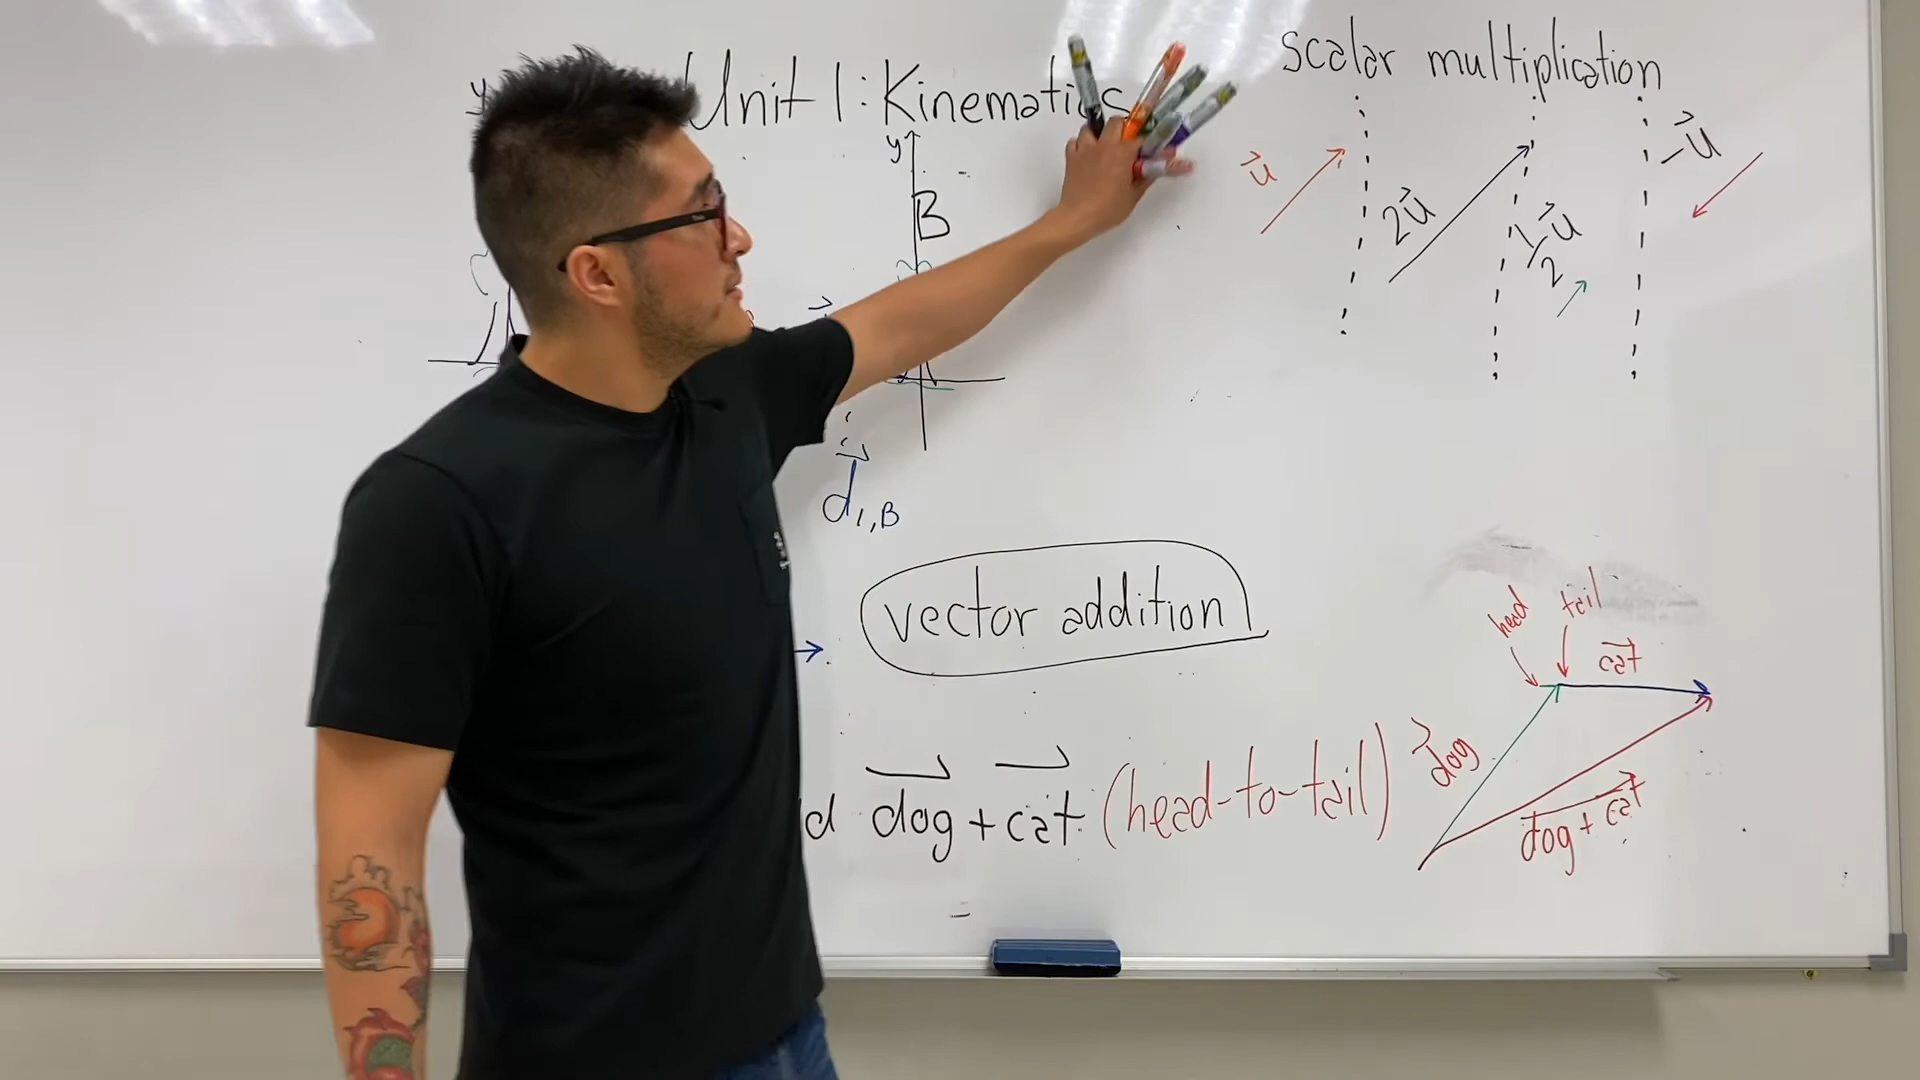 Unit 1: Kinematics
scalar multiplication
y
y
B
u
2u
1/2 u
-u
d1,B
vector addition
head
tail
cat
dog + cat (head-to-tail)
dog
dog + cat